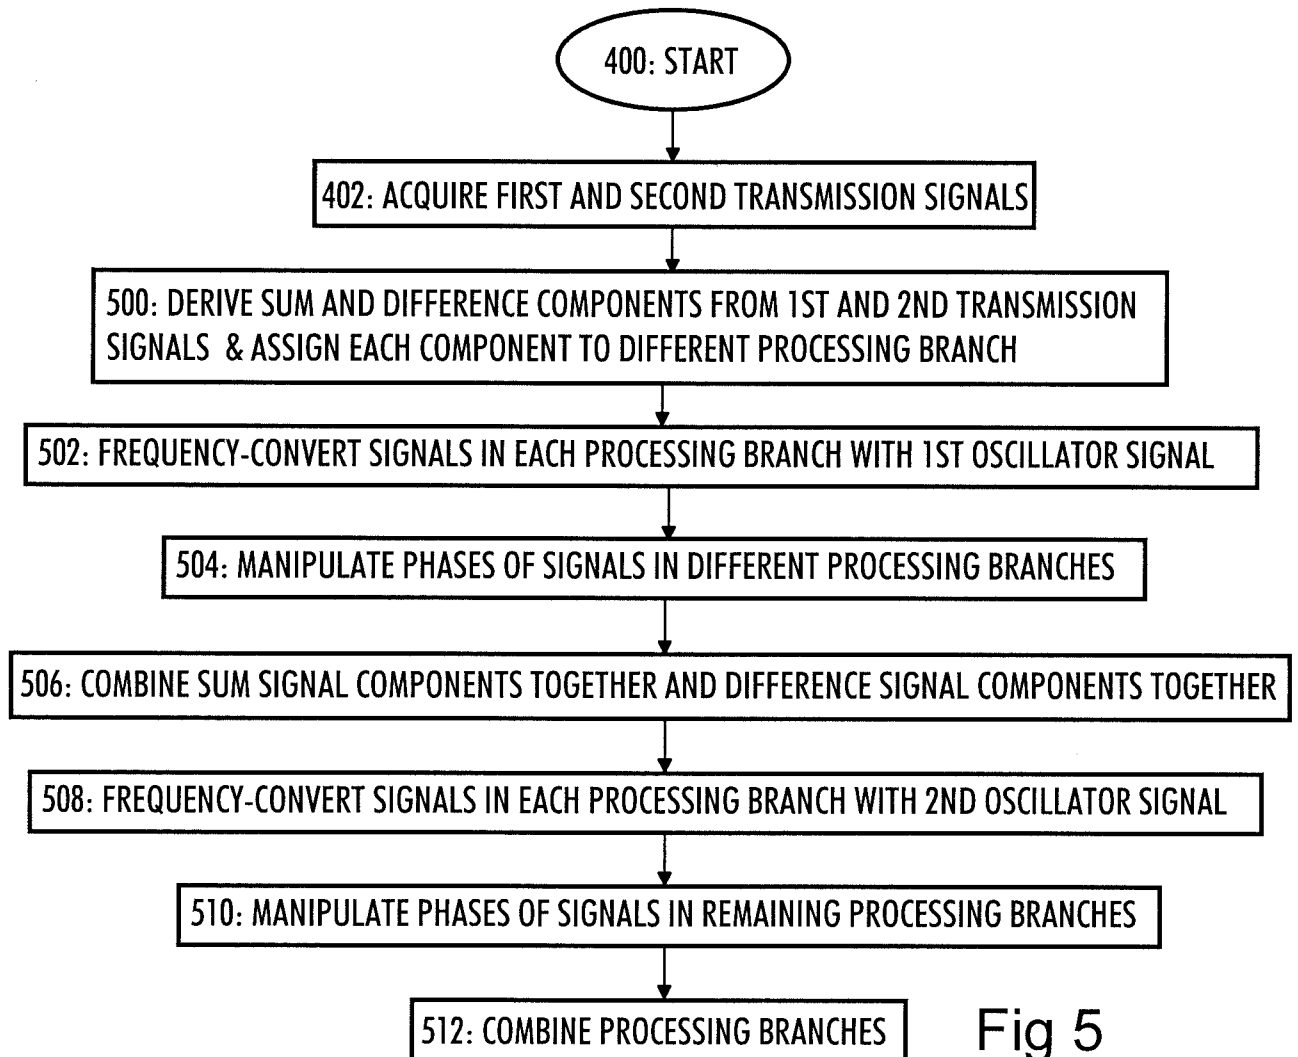 400: START
402: ACQUIRE FIRST AND SECOND TRANSMISSION SIGNALS
500: DERIVE SUM AND DIFFERENCE COMPONENTS FROM 1ST AND 2ND TRANSMISSION
SIGNALS & ASSIGN EACH COMPONENT TO DIFFERENT PROCESSING BRANCH
502: FREQUENCY-CONVERT SIGNALS IN EACH PROCESSING BRANCH WITH 1ST OSCILLATOR SIGNAL
504: MANIPULATE PHASES OF SIGNALS IN DIFFERENT PROCESSING BRANCHES
506: COMBINE SUM SIGNAL COMPONENTS TOGETHER AND DIFFERENCE SIGNAL COMPONENTS TOGETHER
508: FREQUENCY-CONVERT SIGNALS IN EACH PROCESSING BRANCH WITH 2ND OSCILLATOR SIGNAL
510: MANIPULATE PHASES OF SIGNALS IN REMAINING PROCESSING BRANCHES
512: COMBINE PROCESSING BRANCHES
Fig 5